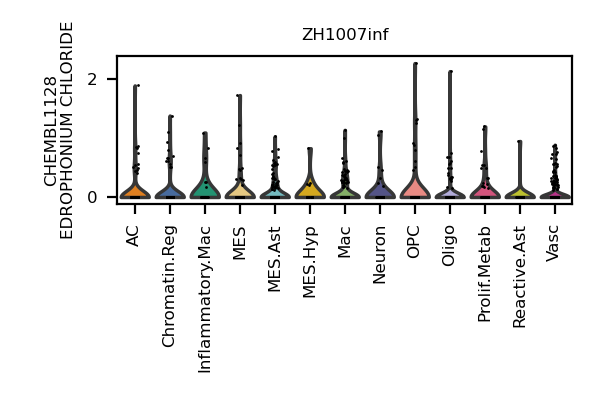 ZH1007inf
CHEMBL1128
EDROPHONIUM CHLORIDE
2
0
AC
Chromatin.Reg
Inflammatory.Mac
MES
MES.Ast
MES.Hyp
Mac
Neuron
OPC
Oligo
Prolif.Metab
Reactive.Ast
Vasc